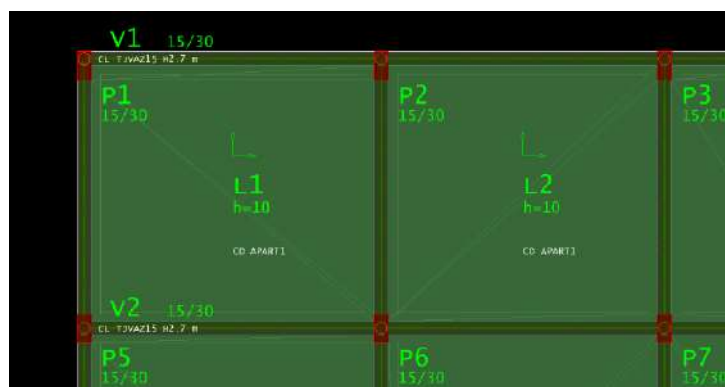 V1 15/30
CL TJVAZ15 H2.7 m
P1 P2 P3
15/30 15/30 15/30
L1 L2
h=10 h=10
CD APART1 CD APART1
V2 15/30
CL TJVAZ15 H2.7 m
P5 P6 P7
15/30 15/30 15/30